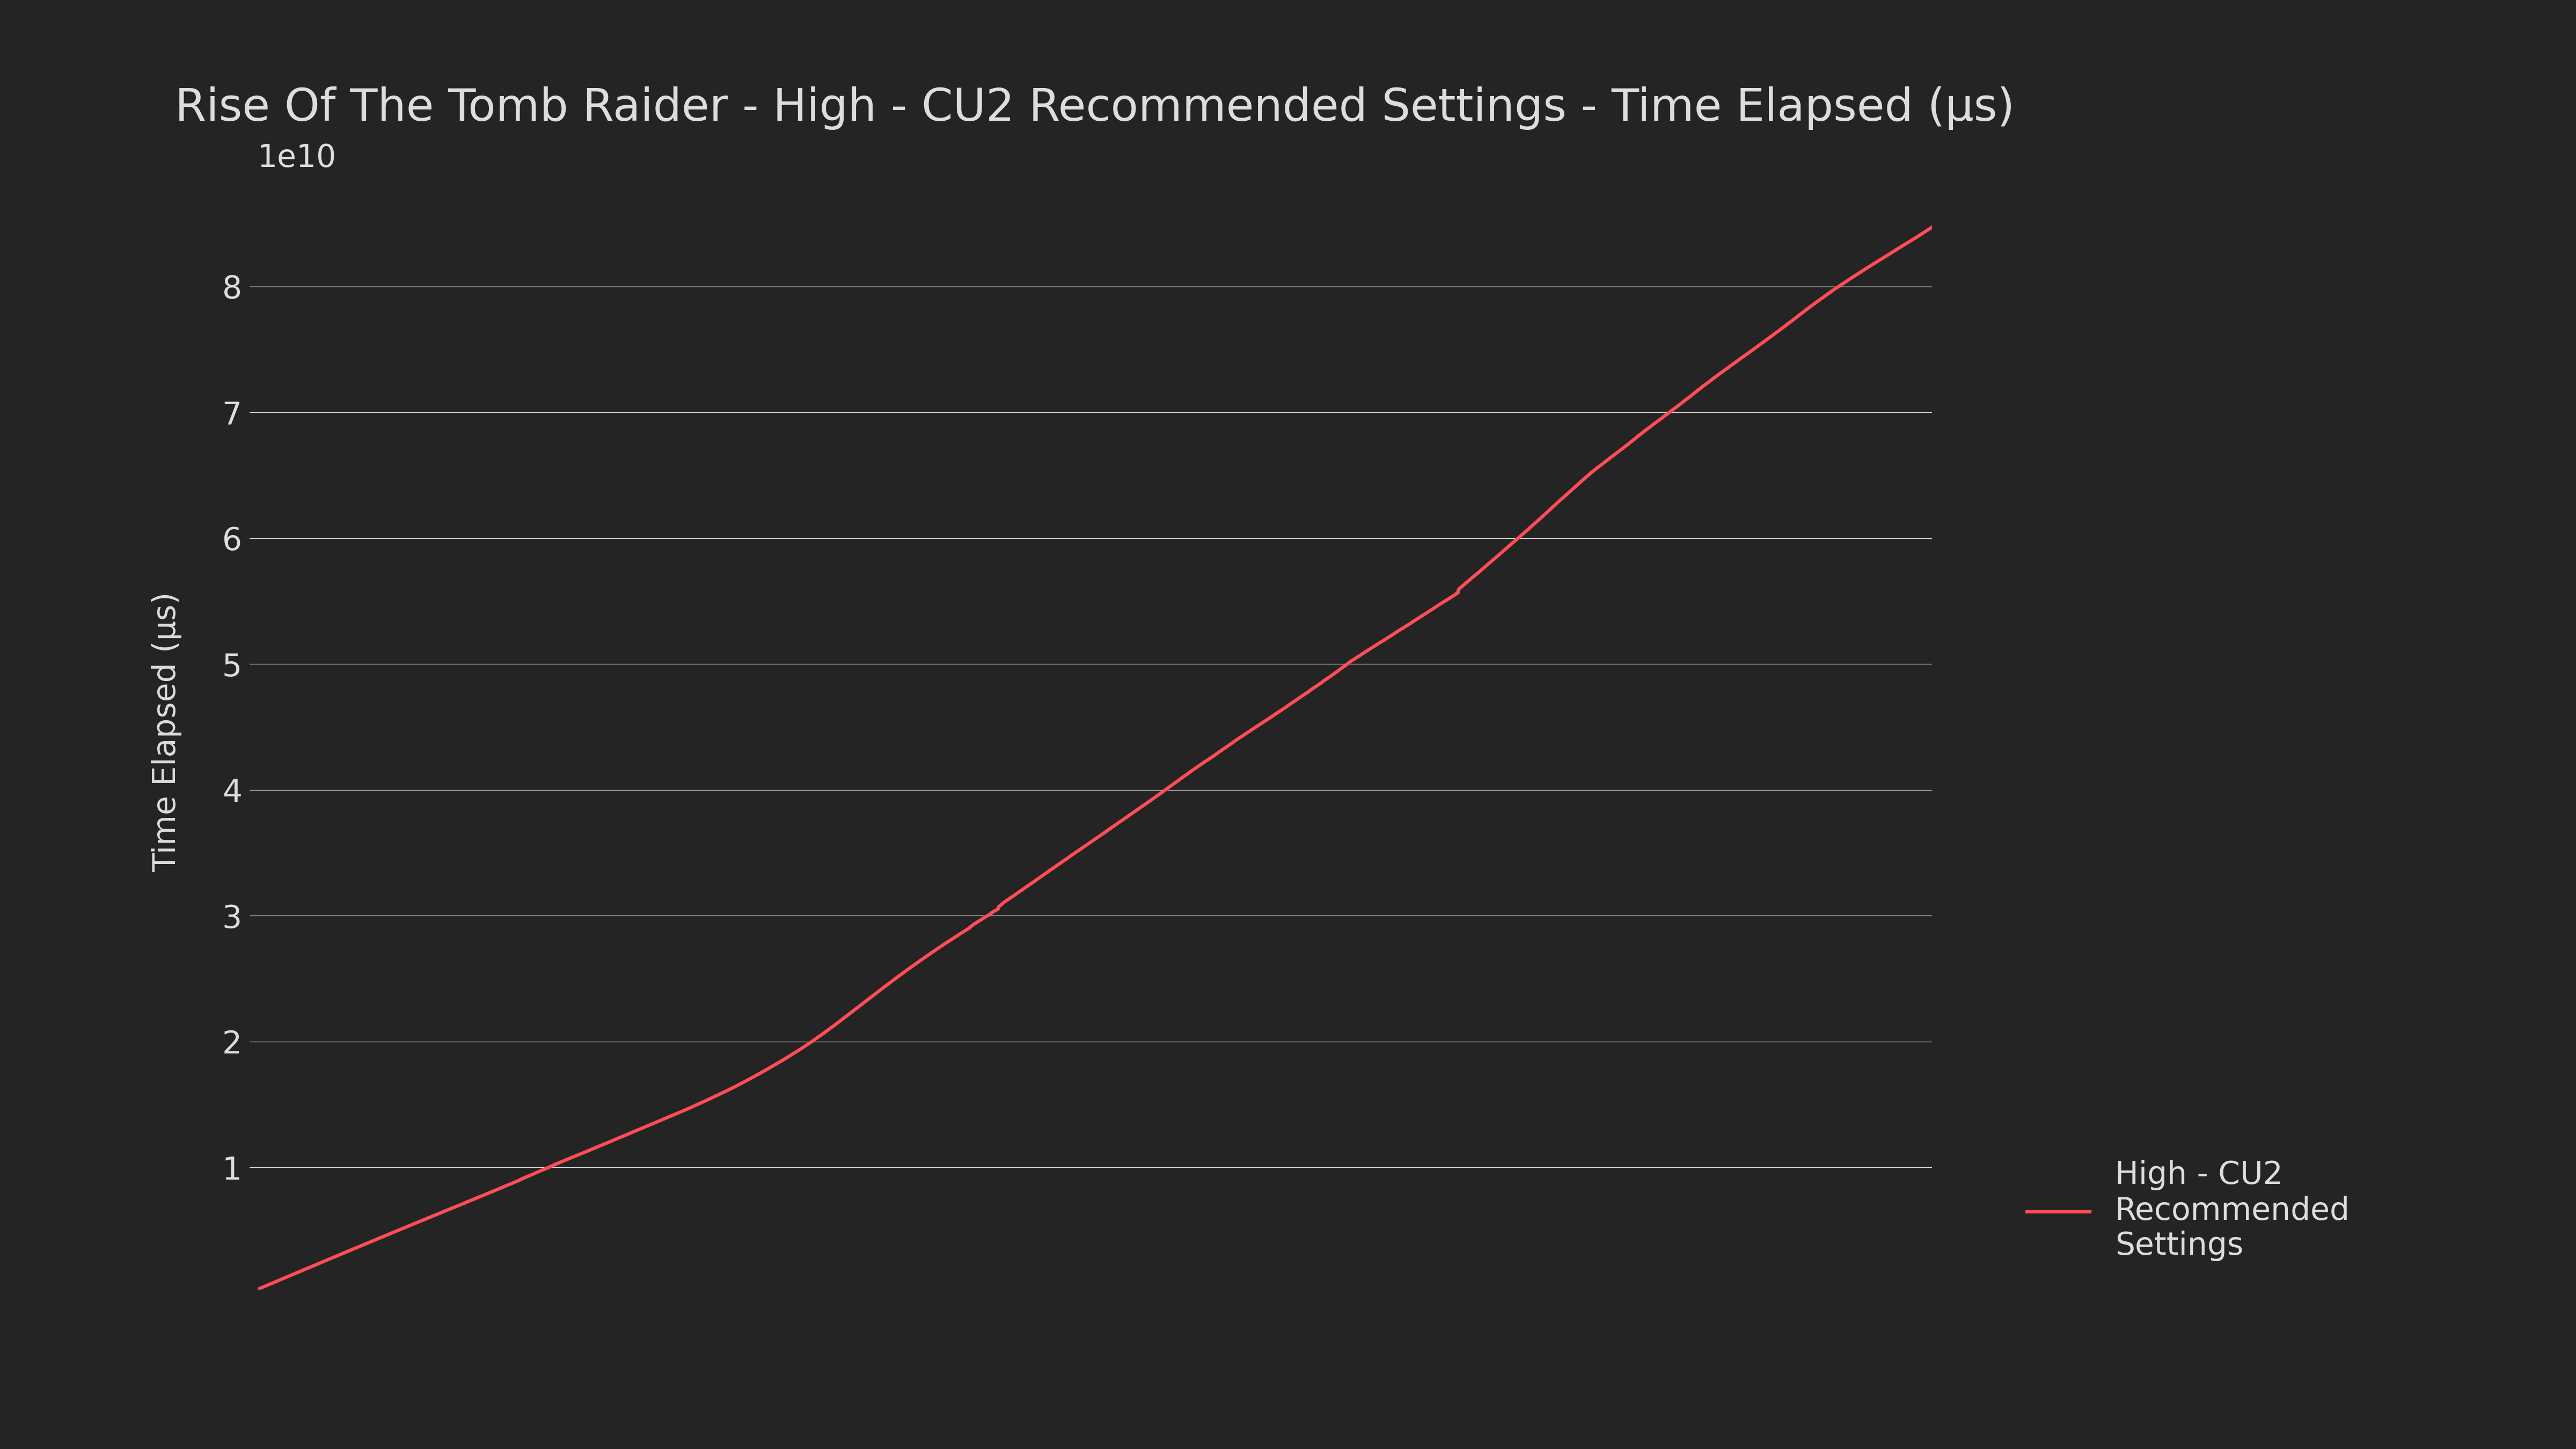 Rise Of The Tomb Raider - High - CU2 Recommended Settings - Time Elapsed (µs)
1e10
8
7
6
5
4
3
2
1
Time Elapsed (µs)
High - CU2
Recommended
Settings